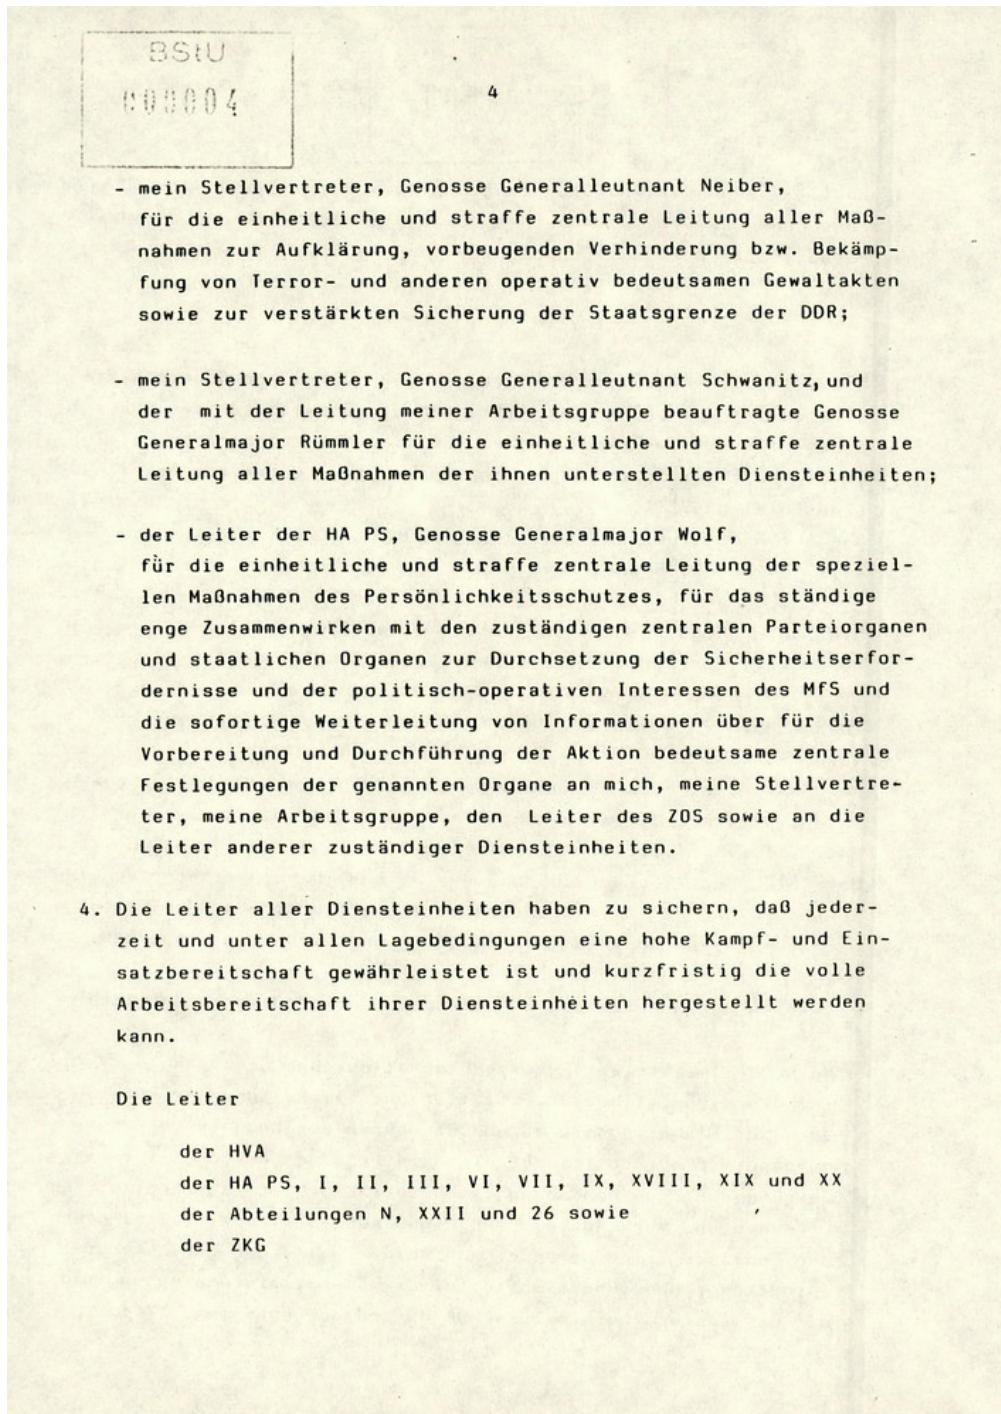 BStU
000004
4
- mein Stellvertreter, Genosse Generalleutnant Neiber,
für die einheitliche und straffe zentrale Leitung aller Maß-
nahmen zur Aufklärung, vorbeugenden Verhinderung bzw. Bekämp-
fung von Terror- und anderen operativ bedeutsamen Gewaltakten
sowie zur verstärkten Sicherung der Staatsgrenze der DDR;
- mein Stellvertreter, Genosse Generalleutnant Schwanitz, und
der mit der Leitung meiner Arbeitsgruppe beauftragte Genosse
Generalmajor Rümmler für die einheitliche und straffe zentrale
Leitung aller Maßnahmen der ihnen unterstellten Diensteinheiten;
- der Leiter der HA PS, Genosse Generalmajor Wolf,
für die einheitliche und straffe zentrale Leitung der speziel-
len Maßnahmen des Persönlichkeitsschutzes, für das ständige
enge Zusammenwirken mit den zuständigen zentralen Parteiorganen
und staatlichen Organen zur Durchsetzung der Sicherheitserfor-
dernisse und der politisch-operativen Interessen des MfS und
die sofortige Weiterleitung von Informationen über für die
Vorbereitung und Durchführung der Aktion bedeutsame zentrale
Festlegungen der genannten Organe an mich, meine Stellvertre-
ter, meine Arbeitsgruppe, den Leiter des ZOS sowie an die
Leiter anderer zuständiger Diensteinheiten.
4. Die Leiter aller Diensteinheiten haben zu sichern, daß jeder-
zeit und unter allen Lagebedingungen eine hohe Kampf- und Ein-
satzbereitschaft gewährleistet ist und kurzfristig die volle
Arbeitsbereitschaft ihrer Diensteinheiten hergestellt werden
kann.
Die Leiter
der HVA
der HA PS, I, II, III, VI, VII, IX, XVIII, XIX und XX
der Abteilungen N, XXII und 26 sowie
der ZKG